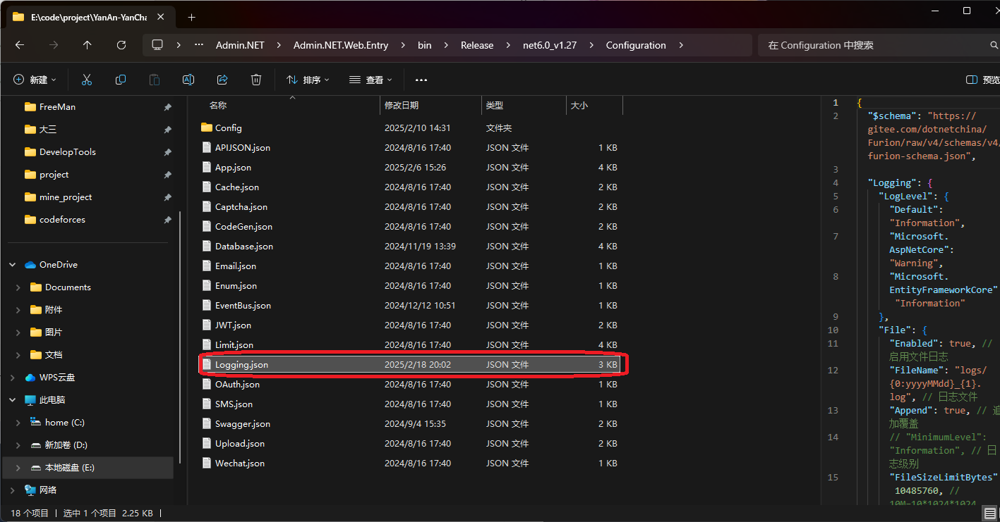 E:\code\project\YanAn-YanCha
Admin.NET
Admin.NET.Web.Entry
bin
Release
net6.0_v1.27
Configuration
在 Configuration 中搜索
新建
排序
查看
预览
FreeMan
大三
DevelopTools
project
mine_project
codeforces
OneDrive
Documents
附件
图片
文档
WPS云盘
此电脑
home (C:)
新加卷 (D:)
本地磁盘 (E:)
网络
名称 修改日期 类型 大小
Config 2025/2/10 14:31 文件夹
APIJSON.json 2024/8/16 17:40 JSON 文件 1 KB
App.json 2025/2/6 15:26 JSON 文件 4 KB
Cache.json 2024/8/16 17:40 JSON 文件 2 KB
Captcha.json 2024/8/16 17:40 JSON 文件 2 KB
CodeGen.json 2024/8/16 17:40 JSON 文件 2 KB
Database.json 2024/11/19 13:39 JSON 文件 4 KB
Email.json 2024/8/16 17:40 JSON 文件 1 KB
Enum.json 2024/8/16 17:40 JSON 文件 1 KB
EventBus.json 2024/12/12 10:51 JSON 文件 1 KB
JWT.json 2024/8/16 17:40 JSON 文件 2 KB
Limit.json 2024/8/16 17:40 JSON 文件 4 KB
Logging.json 2025/2/18 20:02 JSON 文件 3 KB
OAuth.json 2024/8/16 17:40 JSON 文件 1 KB
SMS.json 2024/8/16 17:40 JSON 文件 1 KB
Swagger.json 2024/9/4 15:35 JSON 文件 2 KB
Upload.json 2024/8/16 17:40 JSON 文件 2 KB
Wechat.json 2024/8/16 17:40 JSON 文件 1 KB
1 {
2 "$schema": "https://
gitee.com/dotnetchina/
Furion/raw/v4/schemas/v4/
furion-schema.json",
3
4 "Logging": {
5 "LogLevel": {
6 "Default":
"Information",
7 "Microsoft.
AspNetCore":
"Warning",
8 "Microsoft.
EntityFrameworkCore"
"Information"
9 },
10 "File": {
11 "Enabled": true, //
启用文件日志
12 "FileName": "logs/
{0:yyyyMMdd}_{1}.
log", // 日志文件
13 "Append": true, // 追
加覆盖
14 // "MinimumLevel":
"Information", // 日
志级别
15 "FileSizeLimitBytes"
10485760, //
10M=10*1024*1024
18 个项目 | 选中 1 个项目 2.25 KB |